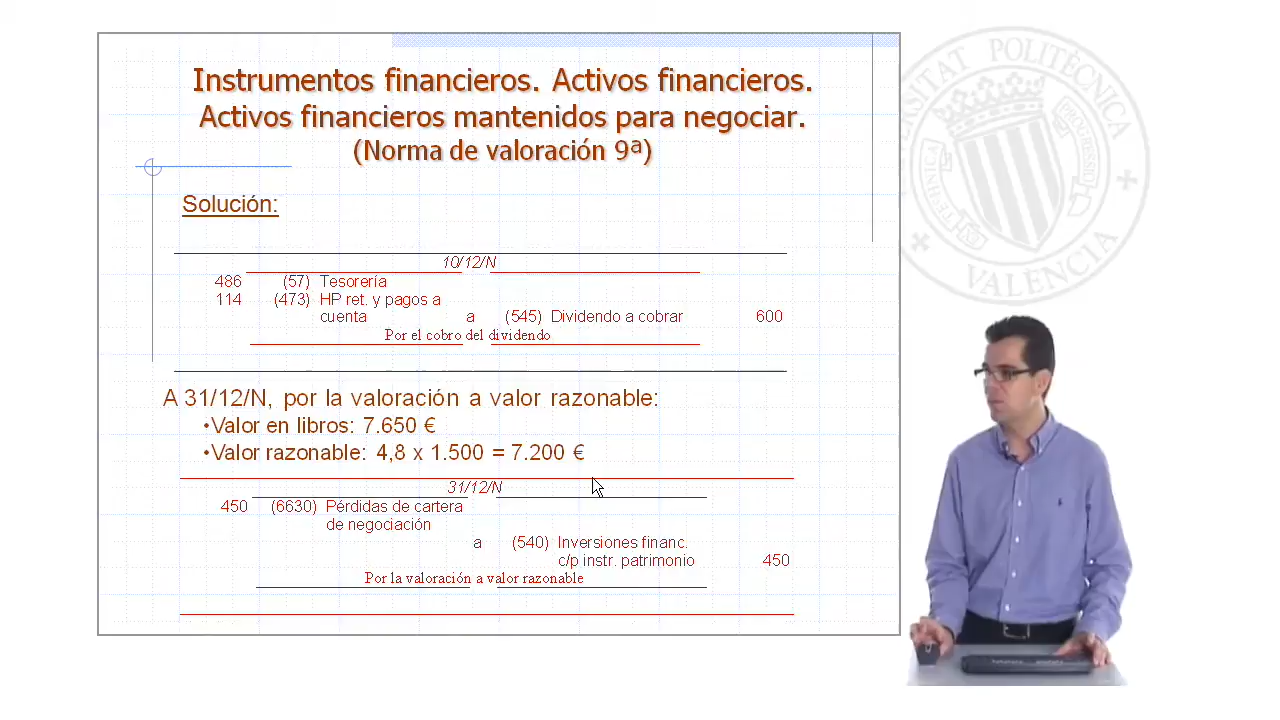 Instrumentos financieros. Activos financieros.
Activos financieros mantenidos para negociar.
(Norma de valoración 9ª)
Solución:
10/12/N
486 (57) Tesorería
114 (473) HP ret. y pagos a
cuenta a (545) Dividendo a cobrar 600
Por el cobro del dividendo
A 31/12/N, por la valoración a valor razonable:
•Valor en libros: 7.650 €
•Valor razonable: 4,8 x 1.500 = 7.200 €
31/12/N
450 (6630) Pérdidas de cartera
de negociación
a (540) Inversiones financ.
c/p instr. patrimonio 450
Por la valoración a valor razonable
UNIVERSITAT POLITÈCNICA
VALÈNCIA